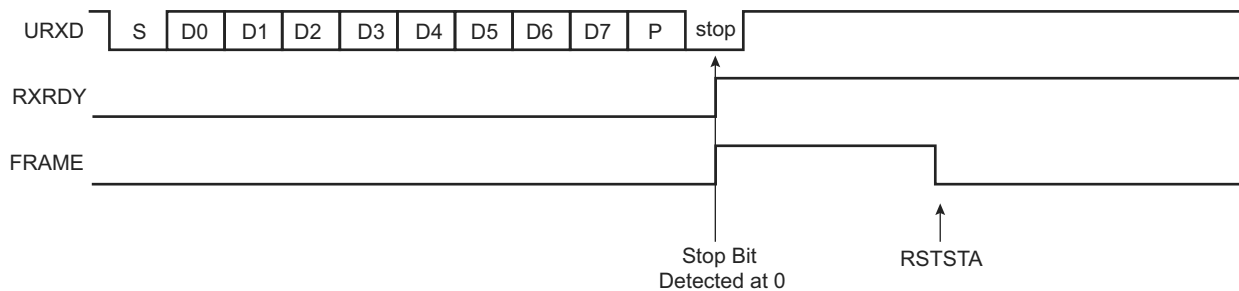 URXD S D0 D1 D2 D3 D4 D5 D6 D7 P stop
RXRDY
FRAME
Stop Bit
Detected at 0
RSTSTA